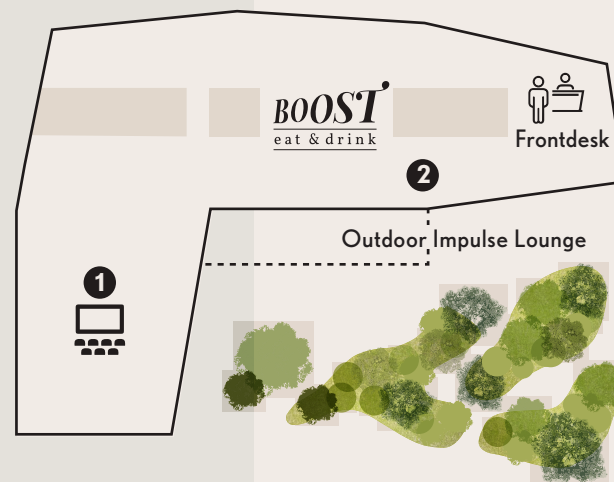 BOOST
eat & drink
Frontdesk
2
Outdoor Impulse Lounge
1